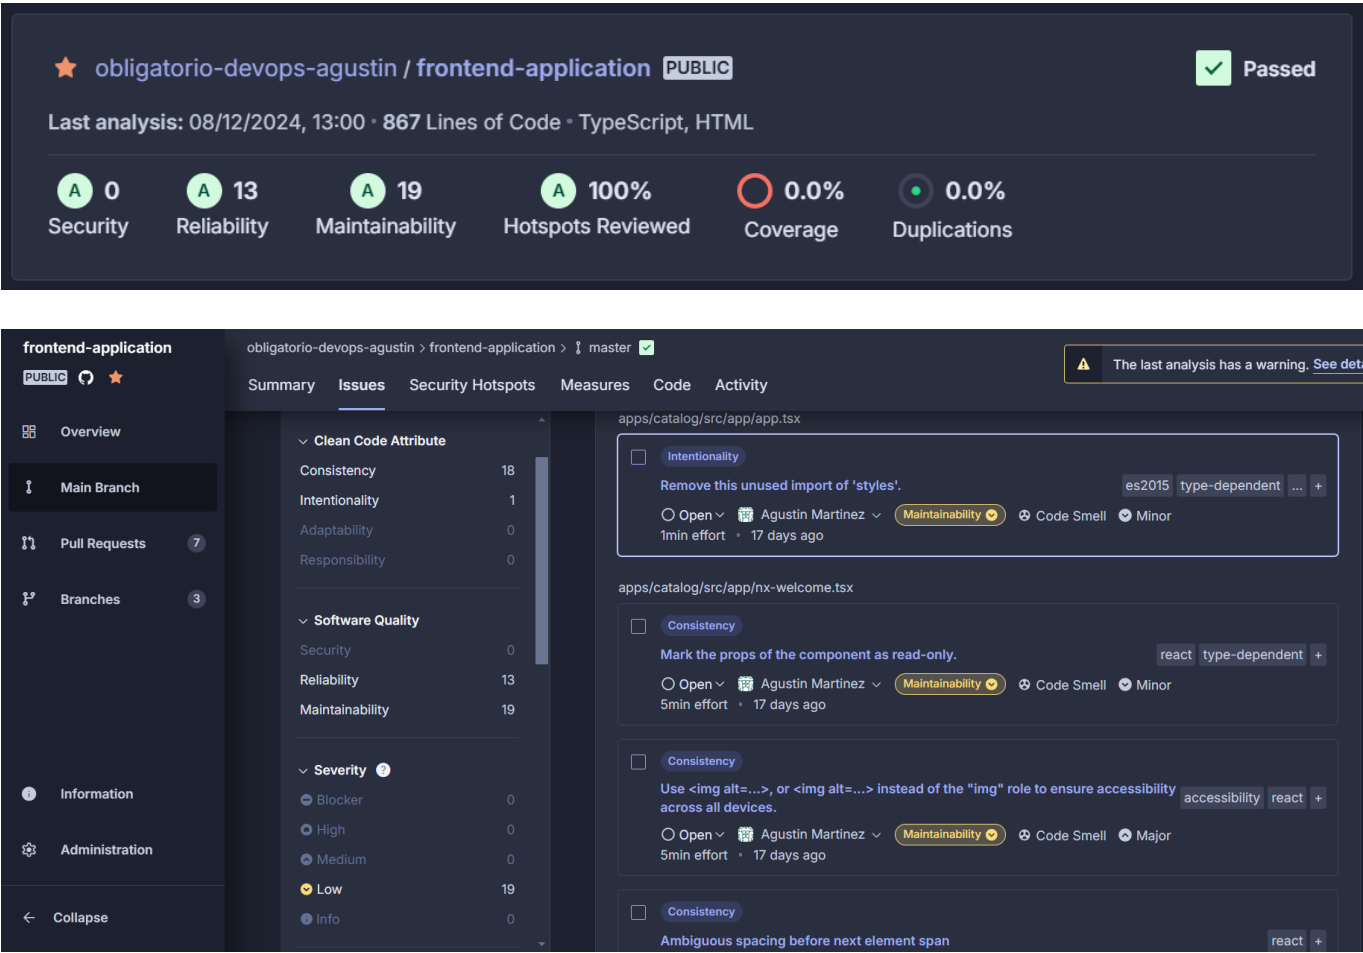 obligatorio-devops-agustin / frontend-application PUBLIC
Passed
Last analysis: 08/12/2024, 13:00 • 867 Lines of Code • TypeScript, HTML
A 0 A 13 A 19 A 100% 0.0% 0.0%
Security Reliability Maintainability Hotspots Reviewed Coverage Duplications
frontend-application
PUBLIC
Overview
Main Branch
Pull Requests 7
Branches 3
Information
Administration
Collapse
obligatorio-devops-agustin > frontend-application > master
The last analysis has a warning. See deta
Summary Issues Security Hotspots Measures Code Activity
Clean Code Attribute
Consistency 18
Intentionality 1
Adaptability 0
Responsibility 0
Software Quality
Security 0
Reliability 13
Maintainability 19
Severity ?
Blocker 0
High 0
Medium 0
Low 19
Info 0
apps/catalog/src/app/app.tsx
Intentionality
Remove this unused import of 'styles'.
es2015 type-dependent ... +
Open Agustin Martinez Maintainability Code Smell Minor
1min effort • 17 days ago
apps/catalog/src/app/nx-welcome.tsx
Consistency
Mark the props of the component as read-only.
react type-dependent +
Open Agustin Martinez Maintainability Code Smell Minor
5min effort • 17 days ago
Consistency
Use <img alt=...>, or <img alt=...> instead of the "img" role to ensure accessibility
across all devices.
accessibility react +
Open Agustin Martinez Maintainability Code Smell Major
5min effort • 17 days ago
Consistency
Ambiguous spacing before next element span
react +